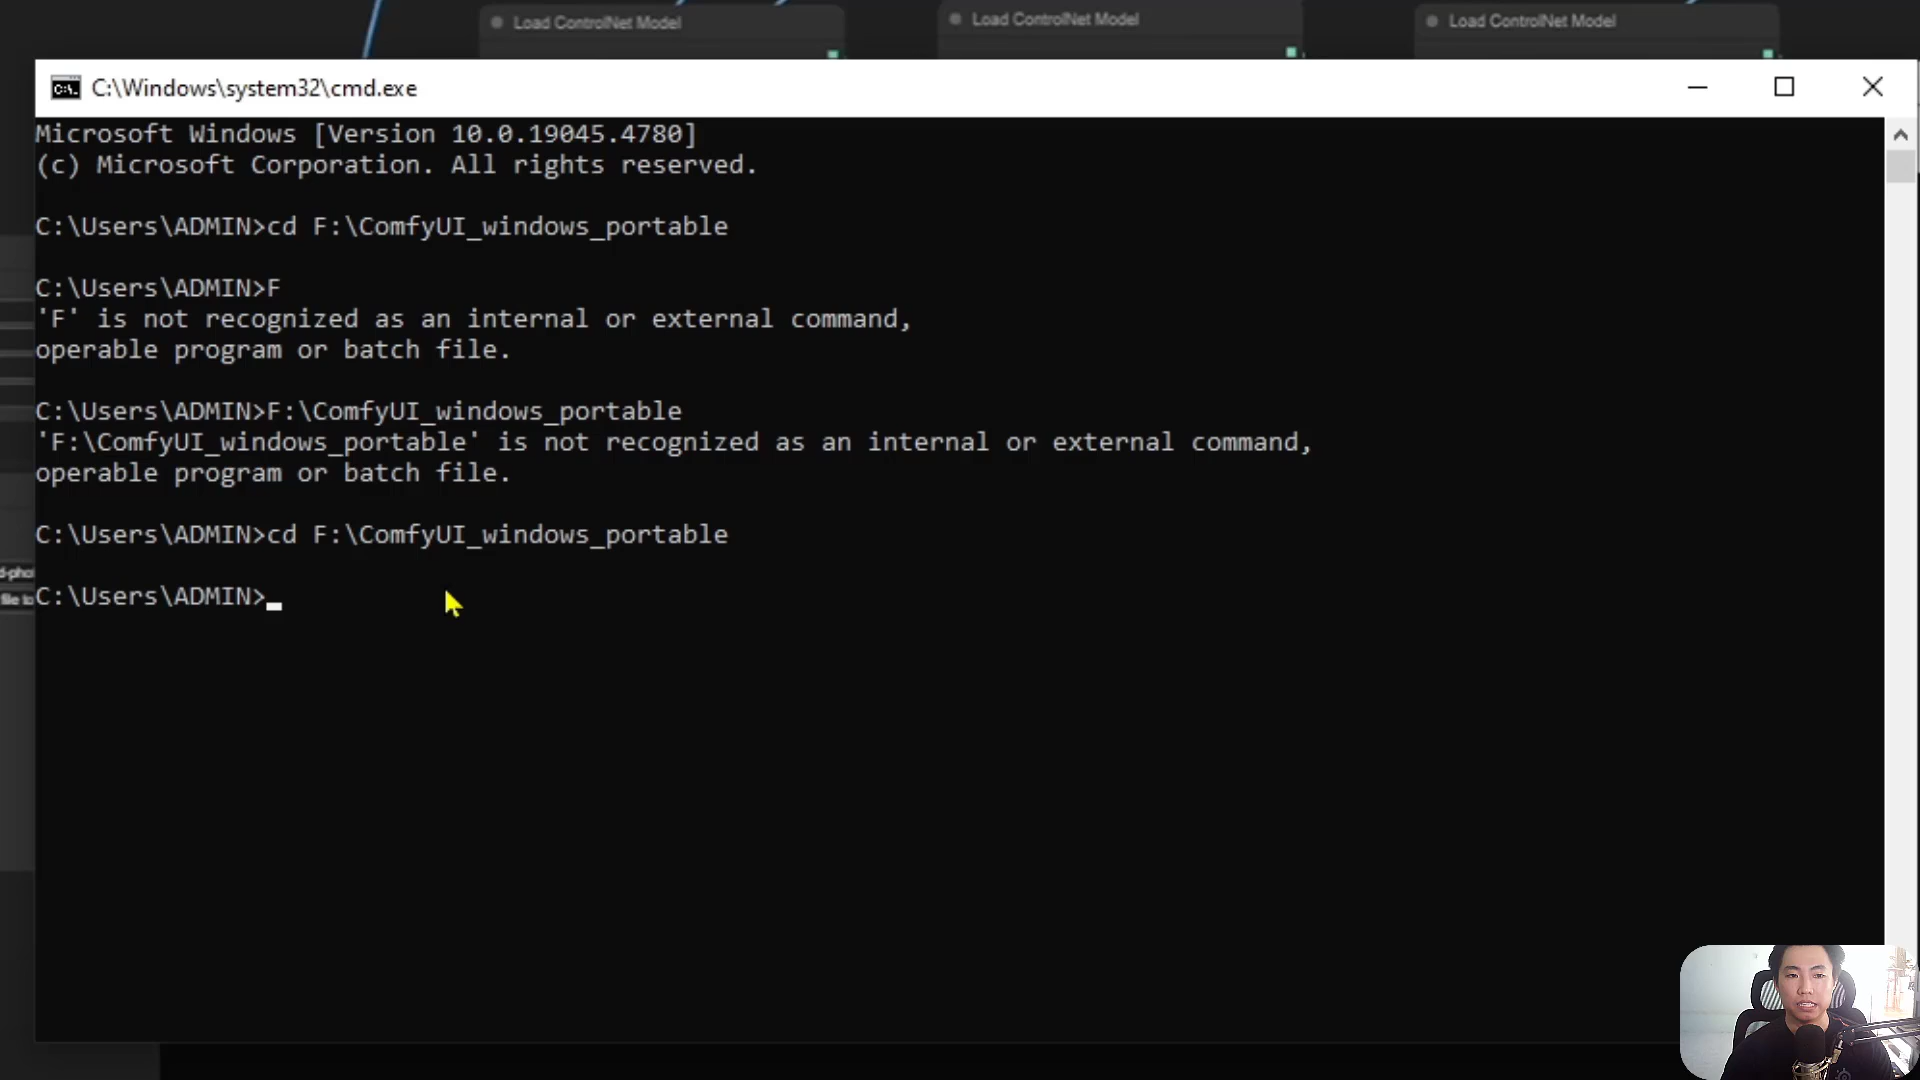 Load ControlNet Model
Load ControlNet Model
Load ControlNet Model
C:\Windows\system32\cmd.exe
Microsoft Windows [Version 10.0.19045.4780]
(c) Microsoft Corporation. All rights reserved.
C:\Users\ADMIN>cd F:\ComfyUI_windows_portable
C:\Users\ADMIN>F
'F' is not recognized as an internal or external command,
operable program or batch file.
C:\Users\ADMIN>F:\ComfyUI_windows_portable
'F:\ComfyUI_windows_portable' is not recognized as an internal or external command,
operable program or batch file.
C:\Users\ADMIN>cd F:\ComfyUI_windows_portable
C:\Users\ADMIN>